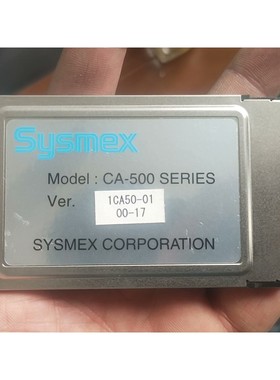 Sysmex
Model : CA-500 SERIES
Ver. 1CA50-01
00-17
SYSMEX CORPORATION